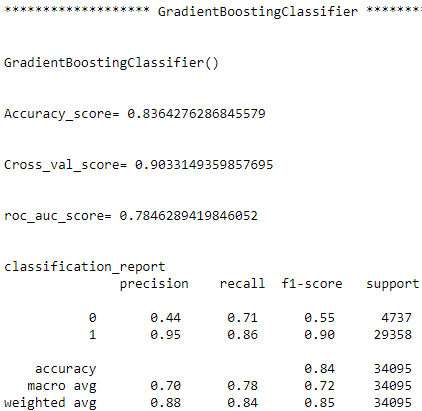 ******************* GradientBoostingClassifier ********
GradientBoostingClassifier()
Accuracy_score= 0.8364276286845579
Cross_val_score= 0.9033149359857695
roc_auc_score= 0.7846289419846052
classification_report
precision recall f1-score support
0 0.44 0.71 0.55 4737
1 0.95 0.86 0.90 29358
accuracy 0.84 34095
macro avg 0.70 0.78 0.72 34095
weighted avg 0.88 0.84 0.85 34095